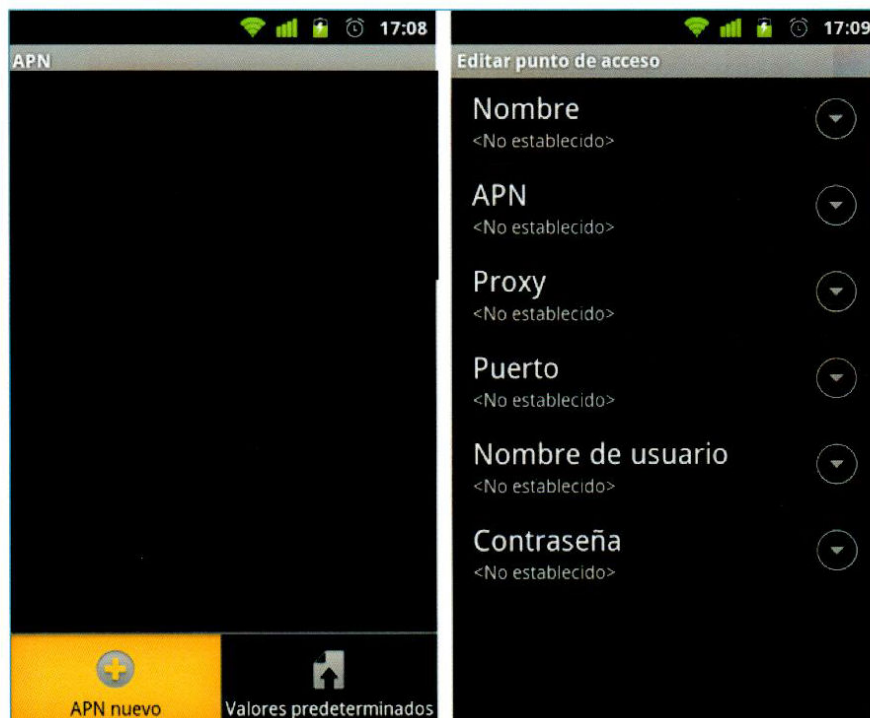 17:08
APN
APN nuevo
Valores predeterminados
17:09
Editar punto de acceso
Nombre
<No establecido>
APN
<No establecido>
Proxy
<No establecido>
Puerto
<No establecido>
Nombre de usuario
<No establecido>
Contraseña
<No establecido>